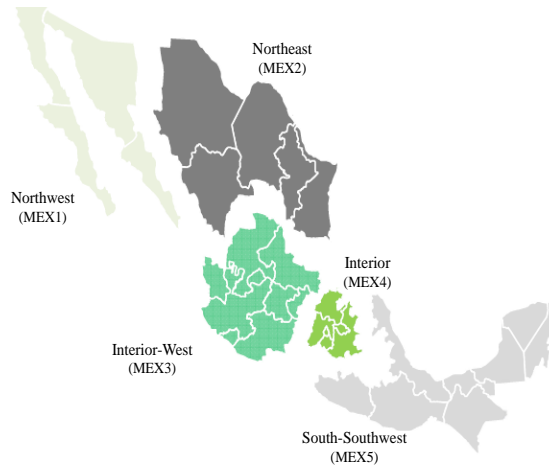 Northeast
(MEX2)
Northwest
(MEX1)
Interior
(MEX4)
Interior-West
(MEX3)
South-Southwest
(MEX5)